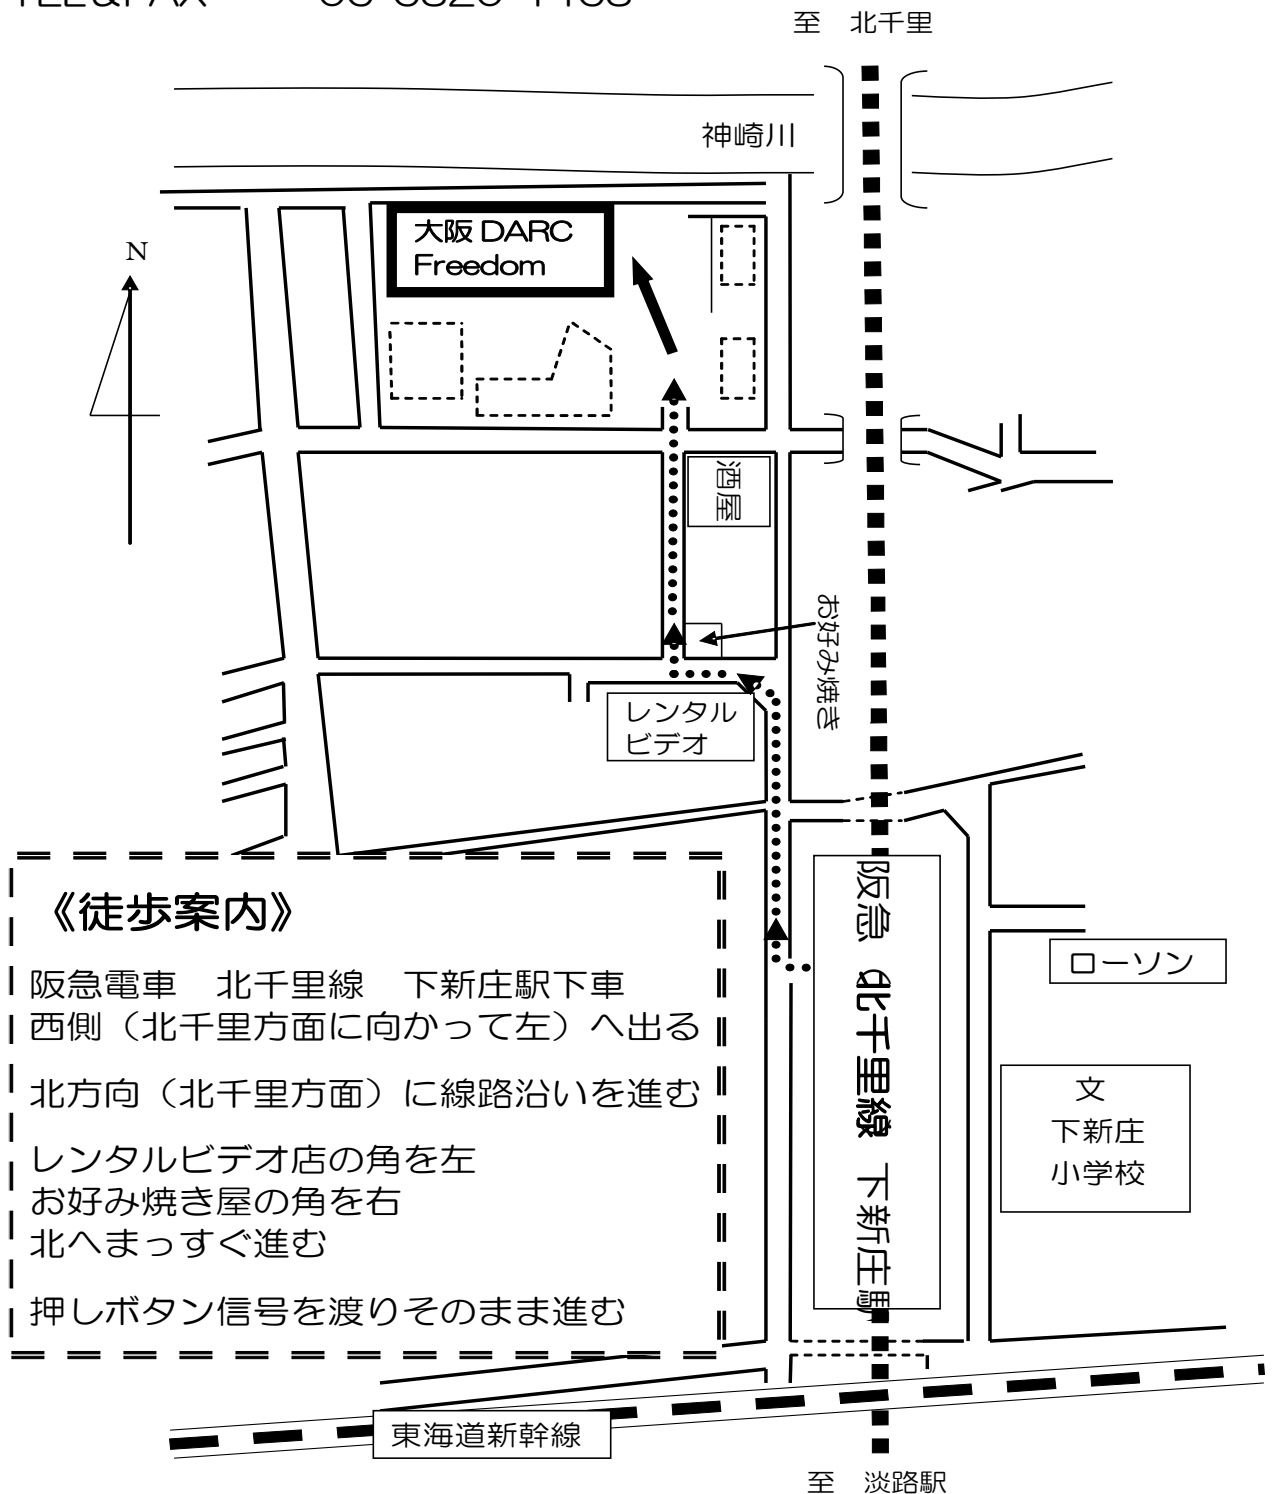 至　北千里
神崎川
N
大阪 DARC
Freedom
酒屋
お好み焼き
レンタル
ビデオ
阪急　北千里線　下新庄駅
ローソン
文
下新庄
小学校
《徒歩案内》
阪急電車　北千里線　下新庄駅下車
西側（北千里方面に向かって左）へ出る
北方向（北千里方面）に線路沿いを進む
レンタルビデオ店の角を左
お好み焼き屋の角を右
北へまっすぐ進む
押しボタン信号を渡りそのまま進む
東海道新幹線
至　淡路駅